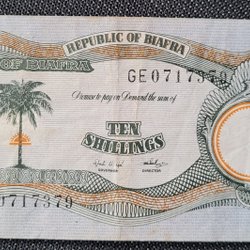 REPUBLIC OF BIAFRA
OF BIAFRA
GE0717379
Promise to pay on Demand the sum of
TEN
SHILLINGS
GOVERNOR
DIRECTOR
0717379